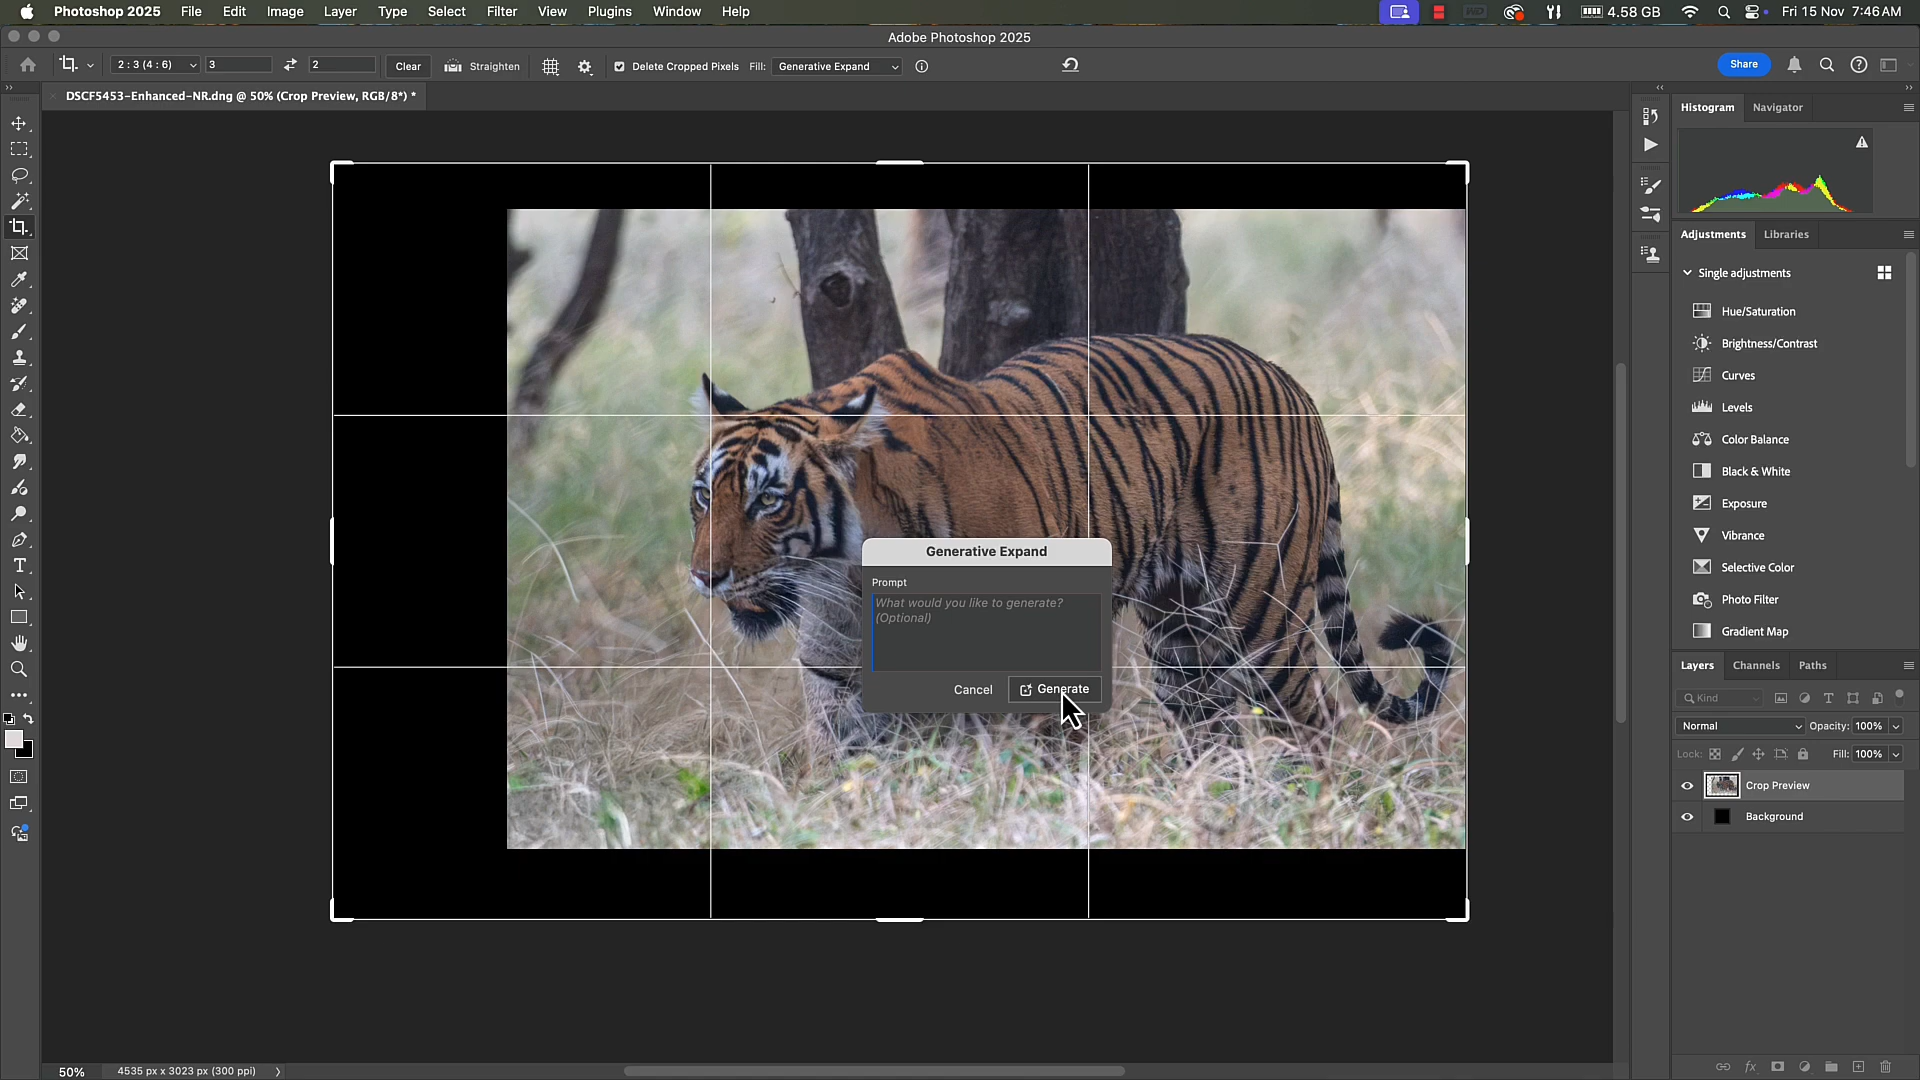 Photoshop 2025 File Edit Image Layer Type Select Filter View Plugins Window Help 4.58 GB Fri 15 Nov 7:46 AM
Adobe Photoshop 2025
2 : 3 (4 : 6) 3 2 Clear Straighten Delete Cropped Pixels Fill: Generative Expand Share
DSCF5453-Enhanced-NR.dng @ 50% (Crop Preview, RGB/8*) *
Histogram Navigator
Adjustments Libraries
Single adjustments
Hue/Saturation
Brightness/Contrast
Curves
Levels
Color Balance
Black & White
Exposure
Vibrance
Selective Color
Photo Filter
Gradient Map
Generative Expand
Prompt
What would you like to generate?
(Optional)
Cancel Generate
Layers Channels Paths
Kind
Normal Opacity: 100%
Lock: Fill: 100%
Crop Preview
Background
50% 4535 px x 3023 px (300 ppi)